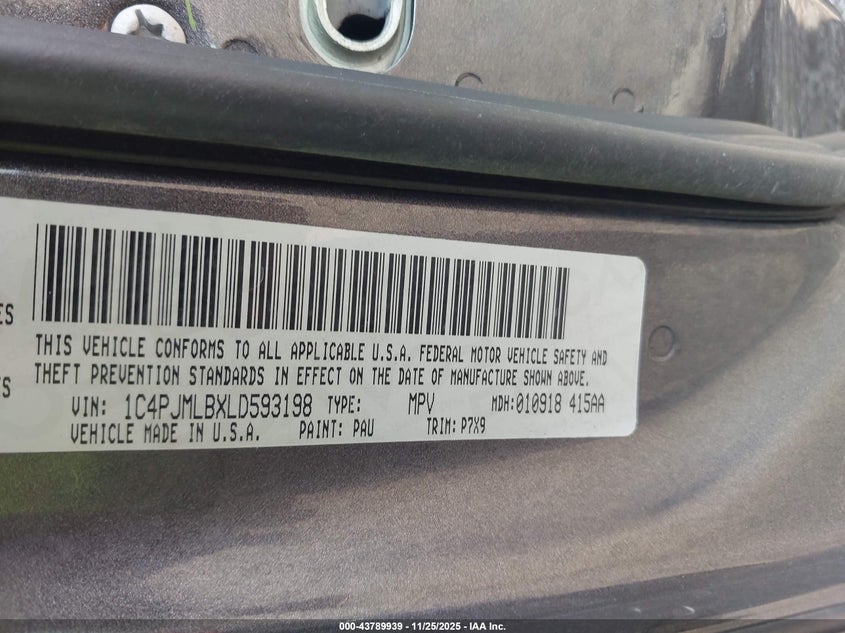 ES
THIS VEHICLE CONFORMS TO ALL APPLICABLE U.S.A. FEDERAL MOTOR VEHICLE SAFETY AND
TS THEFT PREVENTION STANDARDS IN EFFECT ON THE DATE OF MANUFACTURE SHOWN ABOVE.
VIN: 1C4PJMLBXLD593198 TYPE: MPV MDH: 010918 415AA
VEHICLE MADE IN U.S.A. PAINT: PAU TRIM: P7X9
000-43789939 - 11/25/2025 - IAA Inc.